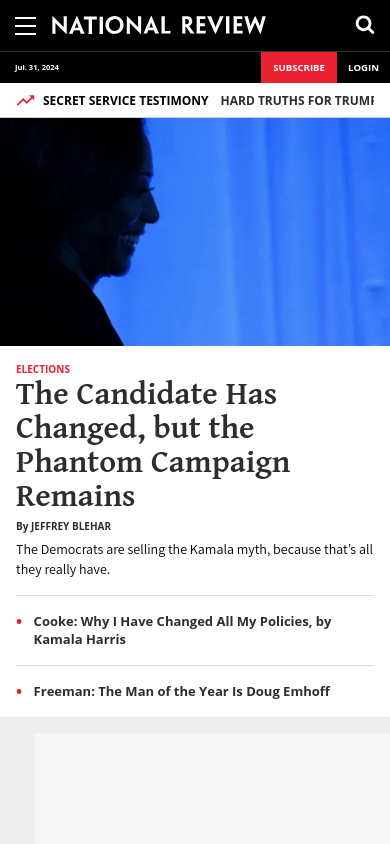 NATIONAL REVIEW
Jul. 31, 2024
SUBSCRIBE
LOGIN
SECRET SERVICE TESTIMONY HARD TRUTHS FOR TRUMP
ELECTIONS
The Candidate Has
Changed, but the
Phantom Campaign
Remains
By JEFFREY BLEHAR
The Democrats are selling the Kamala myth, because that's all
they really have.
Cooke: Why I Have Changed All My Policies, by
Kamala Harris
Freeman: The Man of the Year Is Doug Emhoff